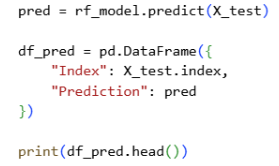 pred = rf_model.predict(X_test)
df_pred = pd.DataFrame({
    "Index": X_test.index,
    "Prediction": pred
})
print(df_pred.head())